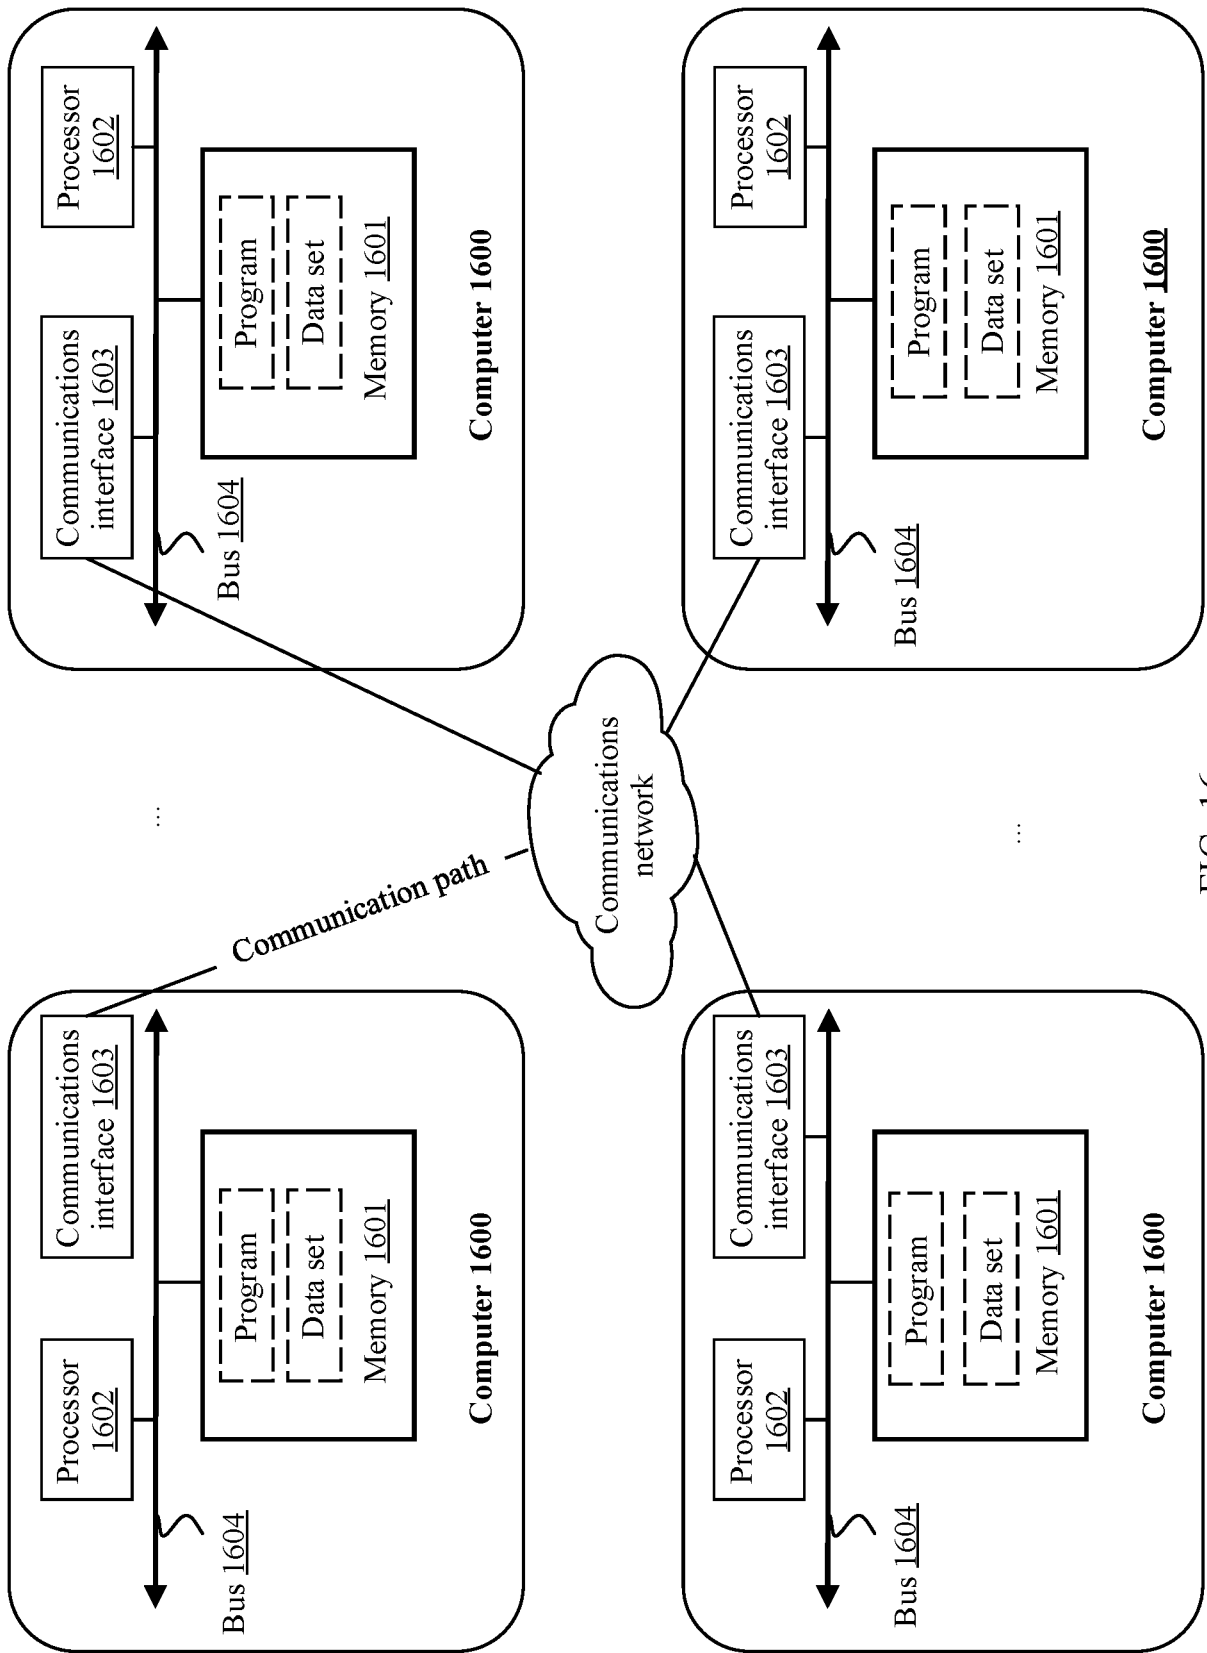 Processor
1602
Communications
interface 1603
Bus 1604
Program
Data set
Memory 1601
Computer 1600
Communication path
...
Communications
interface 1603
Processor
1602
Bus 1604
Program
Data set
Memory 1601
Computer 1600
Communications
network
Processor
1602
Communications
interface 1603
Bus 1604
Program
Data set
Memory 1601
Computer 1600
...
Communications
interface 1603
Processor
1602
Bus 1604
Program
Data set
Memory 1601
Computer 1600
FIG. 16